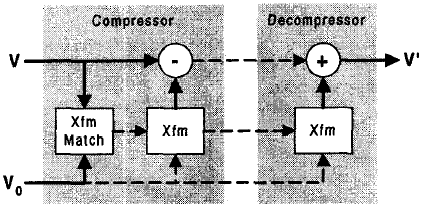 Compressor
Decompressor
V
-
+
V'
Xfm
Match
Xfm
Xfm
V0